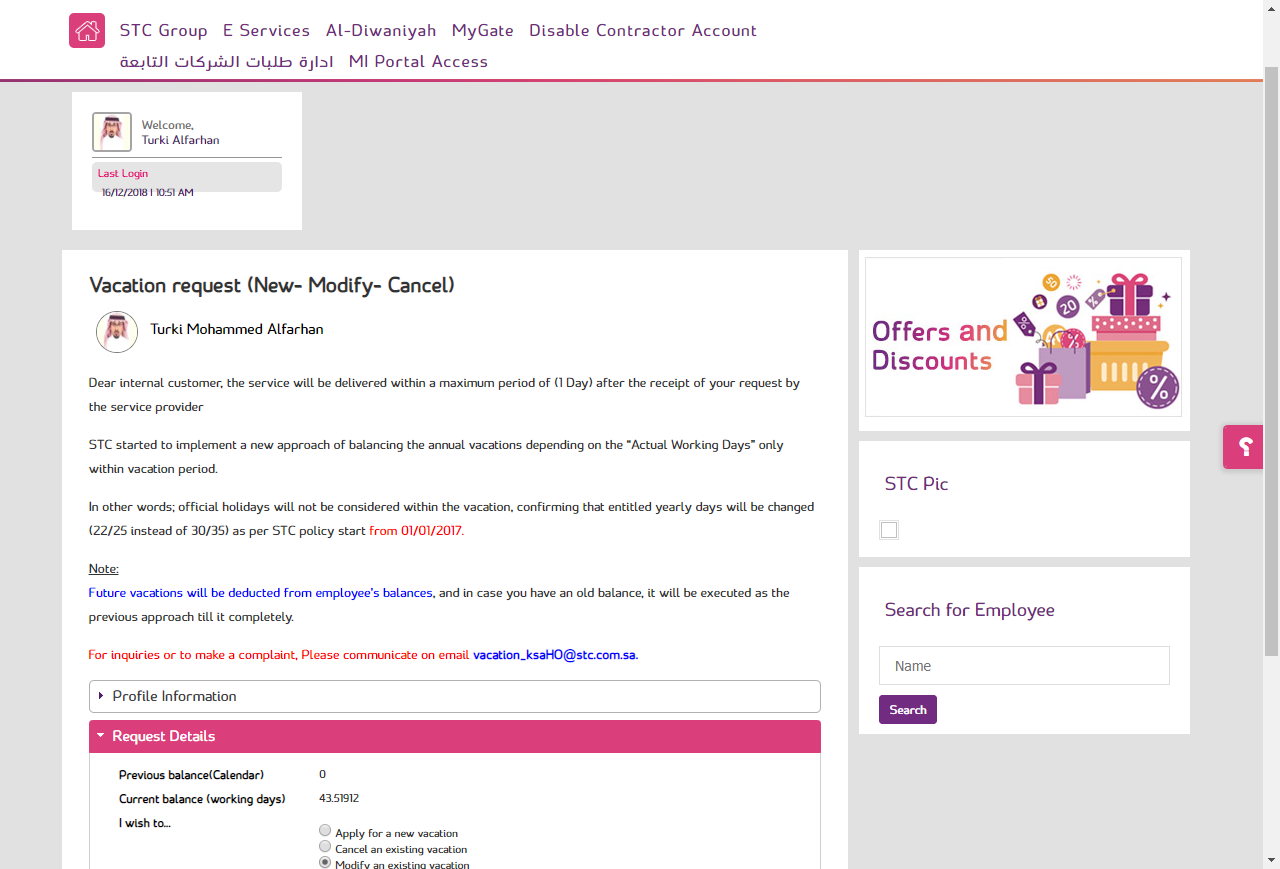 STC Group E Services Al-Diwaniyah MyGate Disable Contractor Account
ادارة طلبات الشركات التابعة MI Portal Access
Welcome,
Turki Alfarhan
Last Login
16/12/2018 | 10:51 AM
Vacation request (New- Modify- Cancel)
Turki Mohammed Alfarhan
Dear internal customer, the service will be delivered within a maximum period of (1 Day) after the receipt of your request by
the service provider
STC started to implement a new approach of balancing the annual vacations depending on the “Actual Working Days” only
within vacation period.
In other words; official holidays will not be considered within the vacation, confirming that entitled yearly days will be changed
(22/25 instead of 30/35) as per STC policy start from 01/01/2017.
Note:
Future vacations will be deducted from employee's balances, and in case you have an old balance, it will be executed as the
previous approach till it completely.
For inquiries or to make a complaint, Please communicate on email vacation_ksaHO@stc.com.sa.
Profile Information
Request Details
Previous balance(Calendar) 0
Current balance (working days) 43.51912
I wish to...
Apply for a new vacation
Cancel an existing vacation
Modify an existing vacation
Offers and
Discounts
50
20
%
%
%
%
STC Pic
Search for Employee
Name
Search
؟